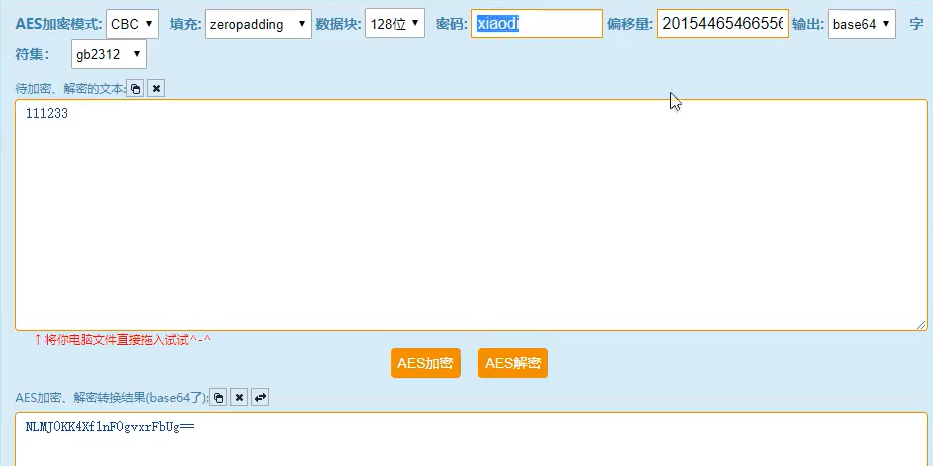 AES加密模式: CBC 填充: zeropadding 数据块: 128位 密码: xiaodi 偏移量: 20154465466556 输出: base64 字
符集: gb2312
待加密、解密的文本:
111233
↑将你电脑文件直接拖入试试^-^
AES加密 AES解密
AES加密、解密转换结果(base64了):
NLMJOKK4Xf1nFOgvxrFbUg==